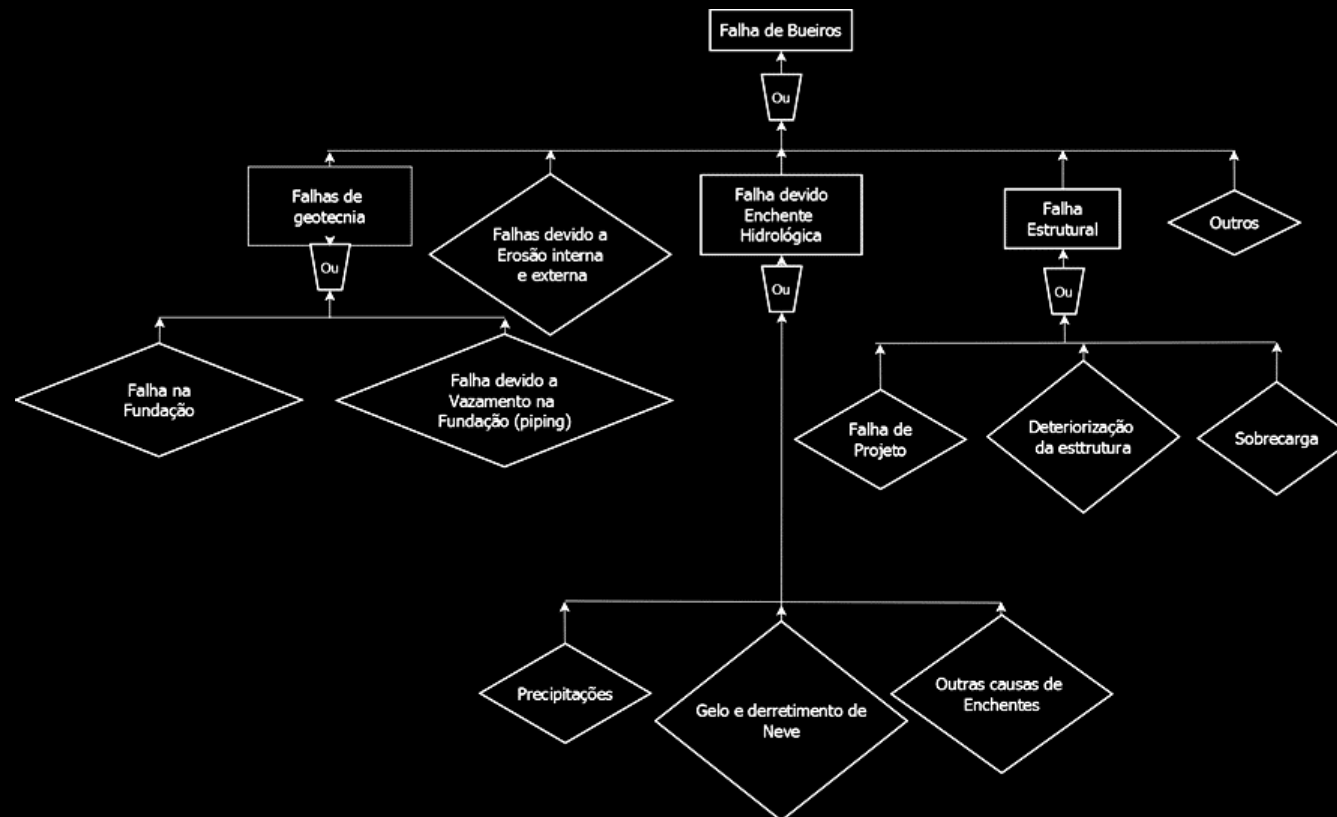 Falha de Bueiros
Ou
Falhas de
geotecnia
Ou
Falhas devido a
Erosão interna
e externa
Falha devido
Enchente
Hidrológica
Ou
Falha
Estrutural
Ou
Outros
Falha na
Fundação
Falha devido a
Vazamento na
Fundação (piping)
Falha de
Projeto
Deteriorização
da esttrutura
Sobrecarga
Precipitações
Gelo e derretimento de
Neve
Outras causas de
Enchentes